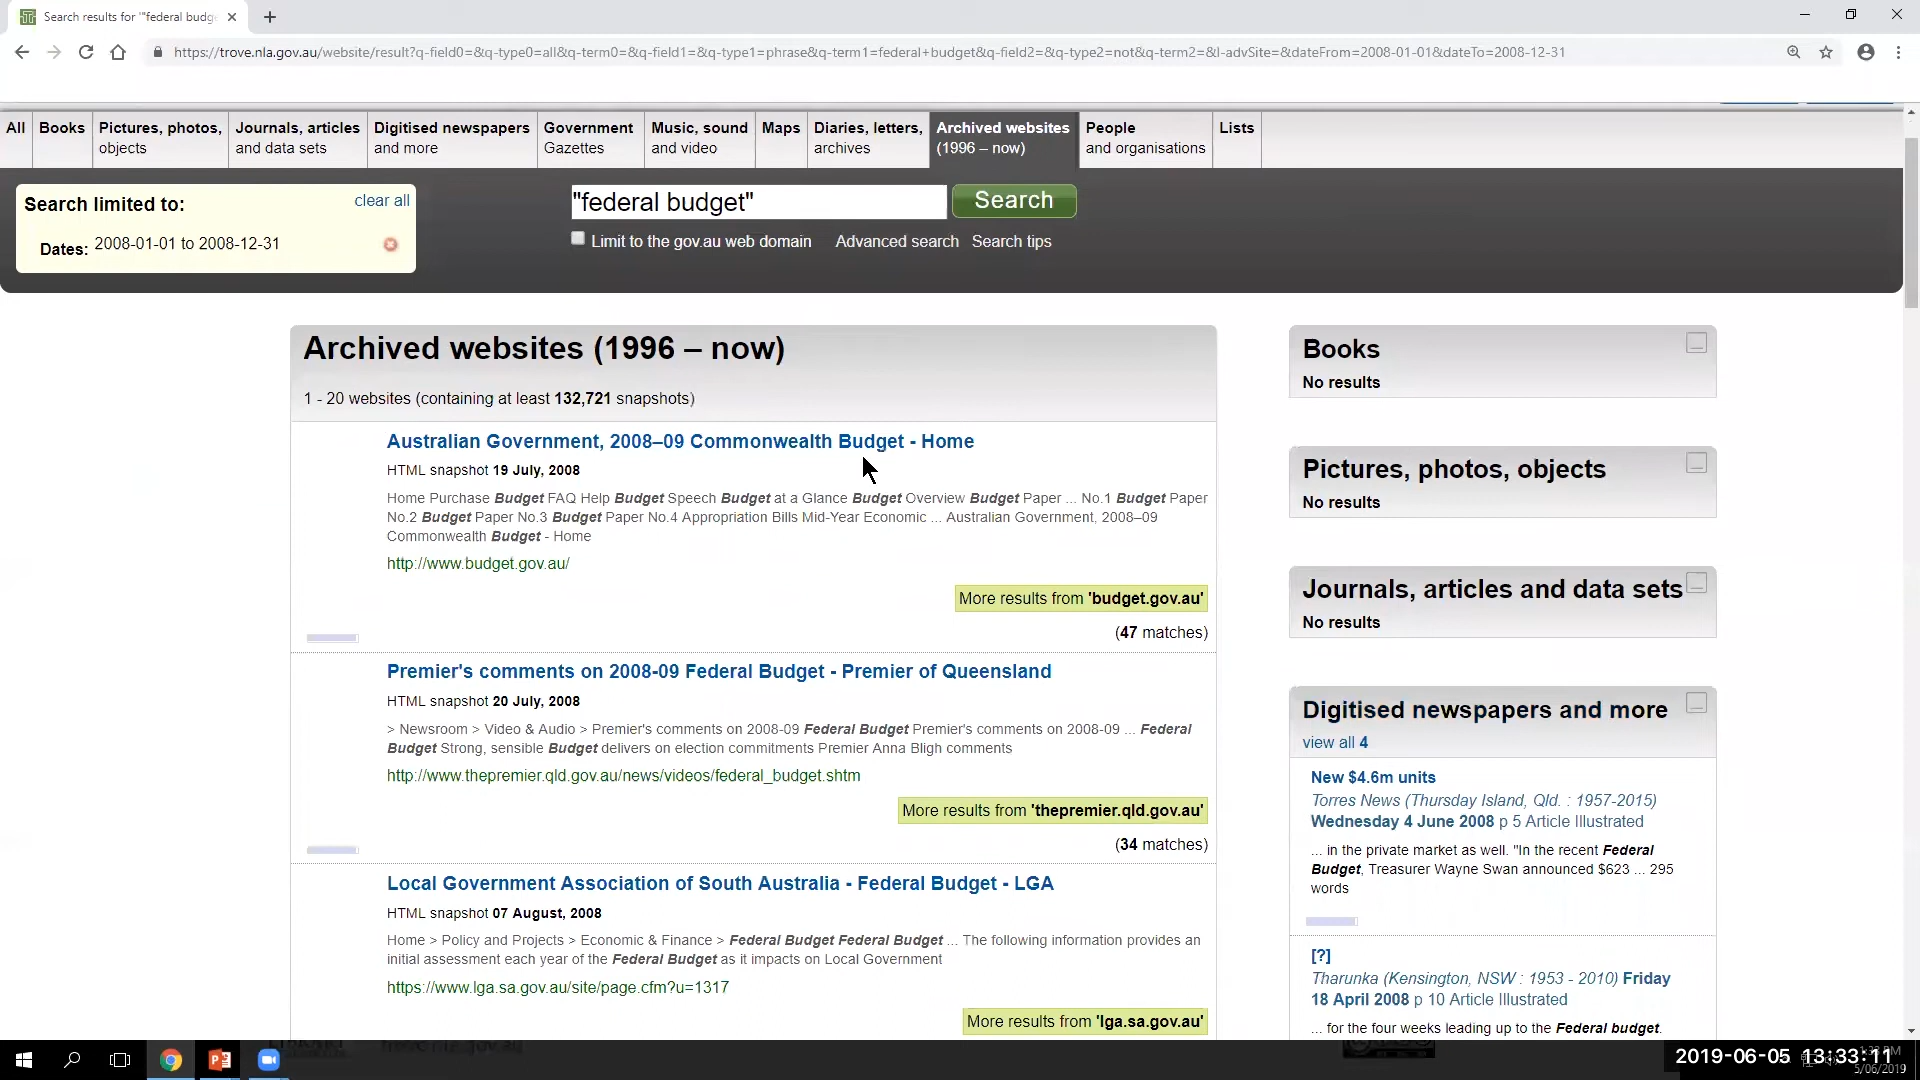 Search results for '"federal budg
https://trove.nla.gov.au/website/result?q-field0=&q-type0=all&q-term0=&q-field1=&q-type1=phrase&q-term1=federal+budget&q-field2=&q-type2=not&q-term2=&l-advSite=&dateFrom=2008-01-01&dateTo=2008-12-31
All
Books
Pictures, photos,
objects
Journals, articles
and data sets
Digitised newspapers
and more
Government
Gazettes
Music, sound
and video
Maps
Diaries, letters,
archives
Archived websites
(1996 – now)
People
and organisations
Lists
Search limited to:
clear all
Dates: 2008-01-01 to 2008-12-31
"federal budget"
Search
Limit to the gov.au web domain
Advanced search
Search tips
Archived websites (1996 – now)
1 - 20 websites (containing at least 132,721 snapshots)
Australian Government, 2008–09 Commonwealth Budget - Home
HTML snapshot 19 July, 2008
Home Purchase Budget FAQ Help Budget Speech Budget at a Glance Budget Overview Budget Paper ... No.1 Budget Paper
No.2 Budget Paper No.3 Budget Paper No.4 Appropriation Bills Mid-Year Economic ... Australian Government, 2008–09
Commonwealth Budget - Home
http://www.budget.gov.au/
More results from 'budget.gov.au'
(47 matches)
Premier's comments on 2008-09 Federal Budget - Premier of Queensland
HTML snapshot 20 July, 2008
> Newsroom > Video & Audio > Premier's comments on 2008-09 Federal Budget Premier's comments on 2008-09 ... Federal
Budget Strong, sensible Budget delivers on election commitments Premier Anna Bligh comments
http://www.thepremier.qld.gov.au/news/videos/federal_budget.shtm
More results from 'thepremier.qld.gov.au'
(34 matches)
Local Government Association of South Australia - Federal Budget - LGA
HTML snapshot 07 August, 2008
Home > Policy and Projects > Economic & Finance > Federal Budget Federal Budget ... The following information provides an
initial assessment each year of the Federal Budget as it impacts on Local Government
https://www.lga.sa.gov.au/site/page.cfm?u=1317
More results from 'lga.sa.gov.au'
Books
No results
Pictures, photos, objects
No results
Journals, articles and data sets
No results
Digitised newspapers and more
view all 4
New $4.6m units
Torres News (Thursday Island, Qld. : 1957-2015)
Wednesday 4 June 2008 p 5 Article Illustrated
... in the private market as well. "In the recent Federal
Budget, Treasurer Wayne Swan announced $623 ... 295
words
[?]
Tharunka (Kensington, NSW : 1953 - 2010) Friday
18 April 2008 p 10 Article Illustrated
... for the four weeks leading up to the Federal budget.
2019-06-05 13:33:11
5/06/2019